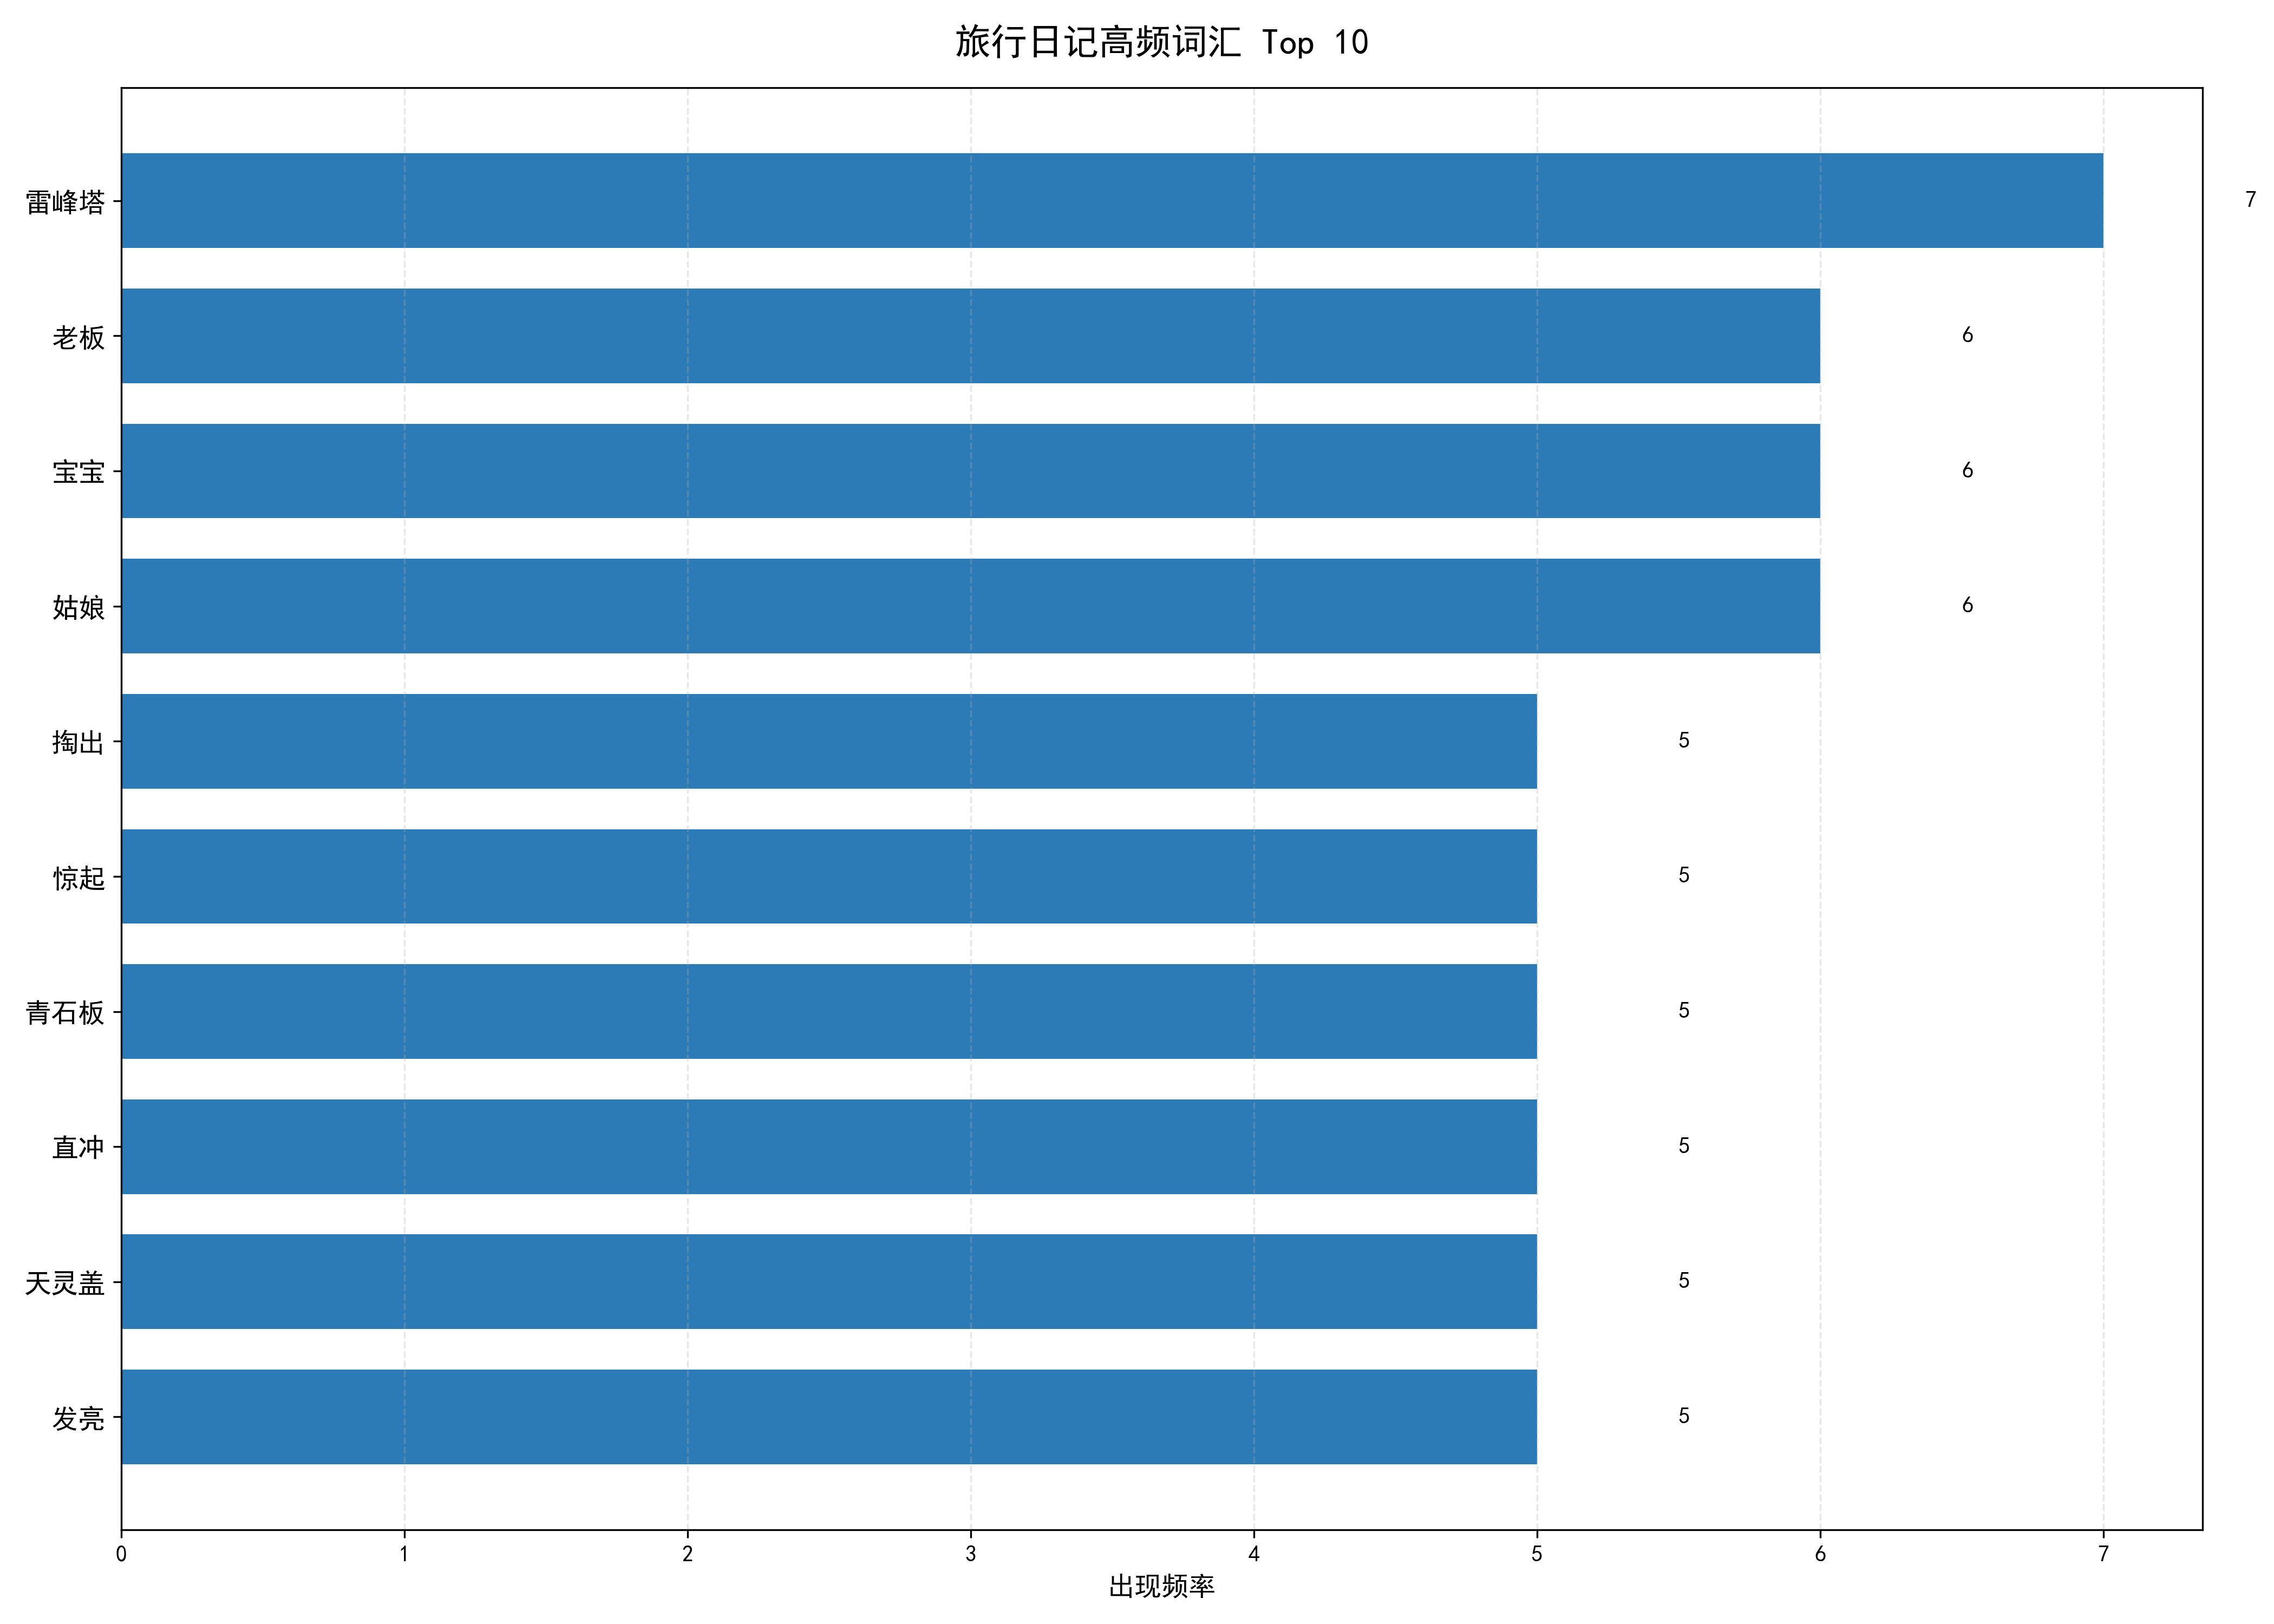 旅行日记高频词汇 Top 10
雷峰塔 7
老板 6
宝宝 6
姑娘 6
掏出 5
惊起 5
青石板 5
直冲 5
天灵盖 5
发亮 5
0 1 2 3 4 5 6 7
出现频率